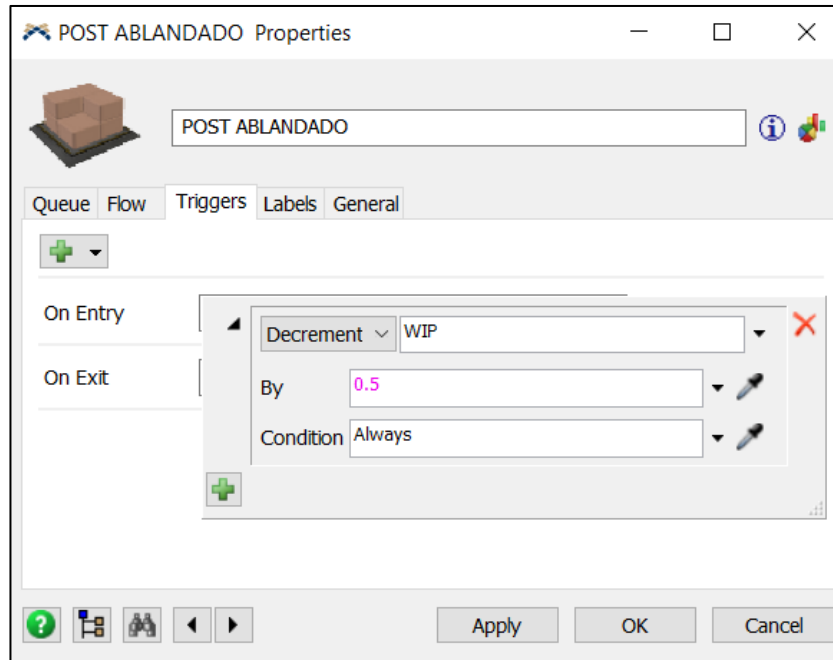 POST ABLANDADO Properties
POST ABLANDADO
Queue Flow Triggers Labels General
On Entry
Decrement WIP
On Exit
By 0.5
Condition Always
Apply OK Cancel